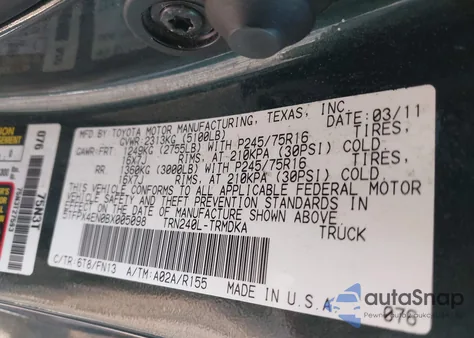 MFD. BY: TOYOTA MOTOR MANUFACTURING, TEXAS, INC.
DATE: 03/11
GVWR 2313KG (5100LB)
GAWR:FRT 1249KG (2755LB) WITH P245/75R16 TIRES,
16X7J RIMS, AT 210KPA (30PSI) COLD
RR 1360KG (3000LB) WITH P245/75R16 TIRES,
16X7J RIMS, AT 210KPA (30PSI) COLD.
THIS VEHICLE CONFORMS TO ALL APPLICABLE FEDERAL MOTOR
VEHICLE SAFETY AND THEFT PREVENTION STANDARDS IN
EFFECT ON THE DATE OF MANUFACTURE SHOWN ABOVE.
5TFPX4EN0BX005098 TRN240L-TRMDKA TRUCK
C/TR: 6T8/FN13 A/TM: A02A/R155
MADE IN U.S.A.
076
076
75N3T
autoSnap